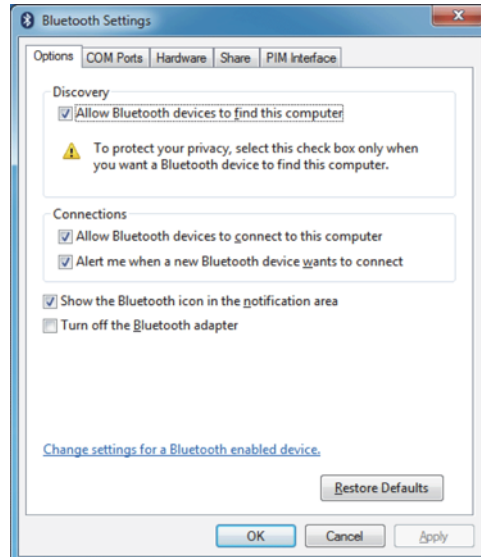 Bluetooth Settings
Options COM Ports Hardware Share PIM Interface
Discovery
Allow Bluetooth devices to find this computer
To protect your privacy, select this check box only when
you want a Bluetooth device to find this computer.
Connections
Allow Bluetooth devices to connect to this computer
Alert me when a new Bluetooth device wants to connect
Show the Bluetooth icon in the notification area
Turn off the Bluetooth adapter
Change settings for a Bluetooth enabled device.
Restore Defaults
OK Cancel Apply